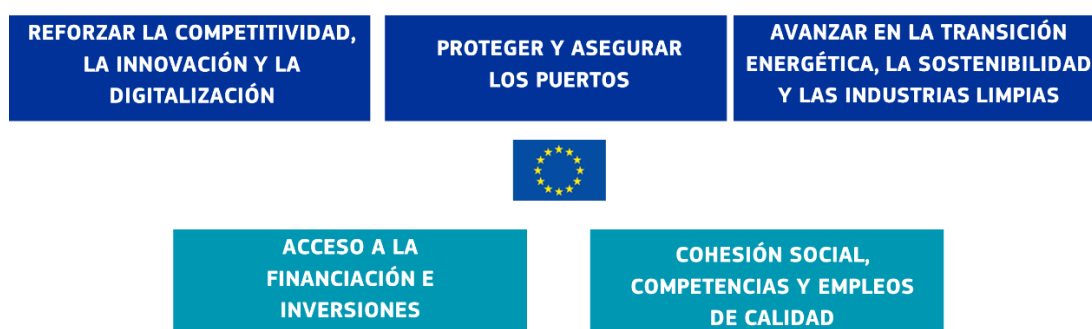 REFORZAR LA COMPETITIVIDAD,
LA INNOVACIÓN Y LA
DIGITALIZACIÓN
PROTEGER Y ASEGURAR
LOS PUERTOS
AVANZAR EN LA TRANSICIÓN
ENERGÉTICA, LA SOSTENIBILIDAD
Y LAS INDUSTRIAS LIMPIAS
ACCESO A LA
FINANCIACIÓN E
INVERSIONES
COHESIÓN SOCIAL,
COMPETENCIAS Y EMPLEOS
DE CALIDAD